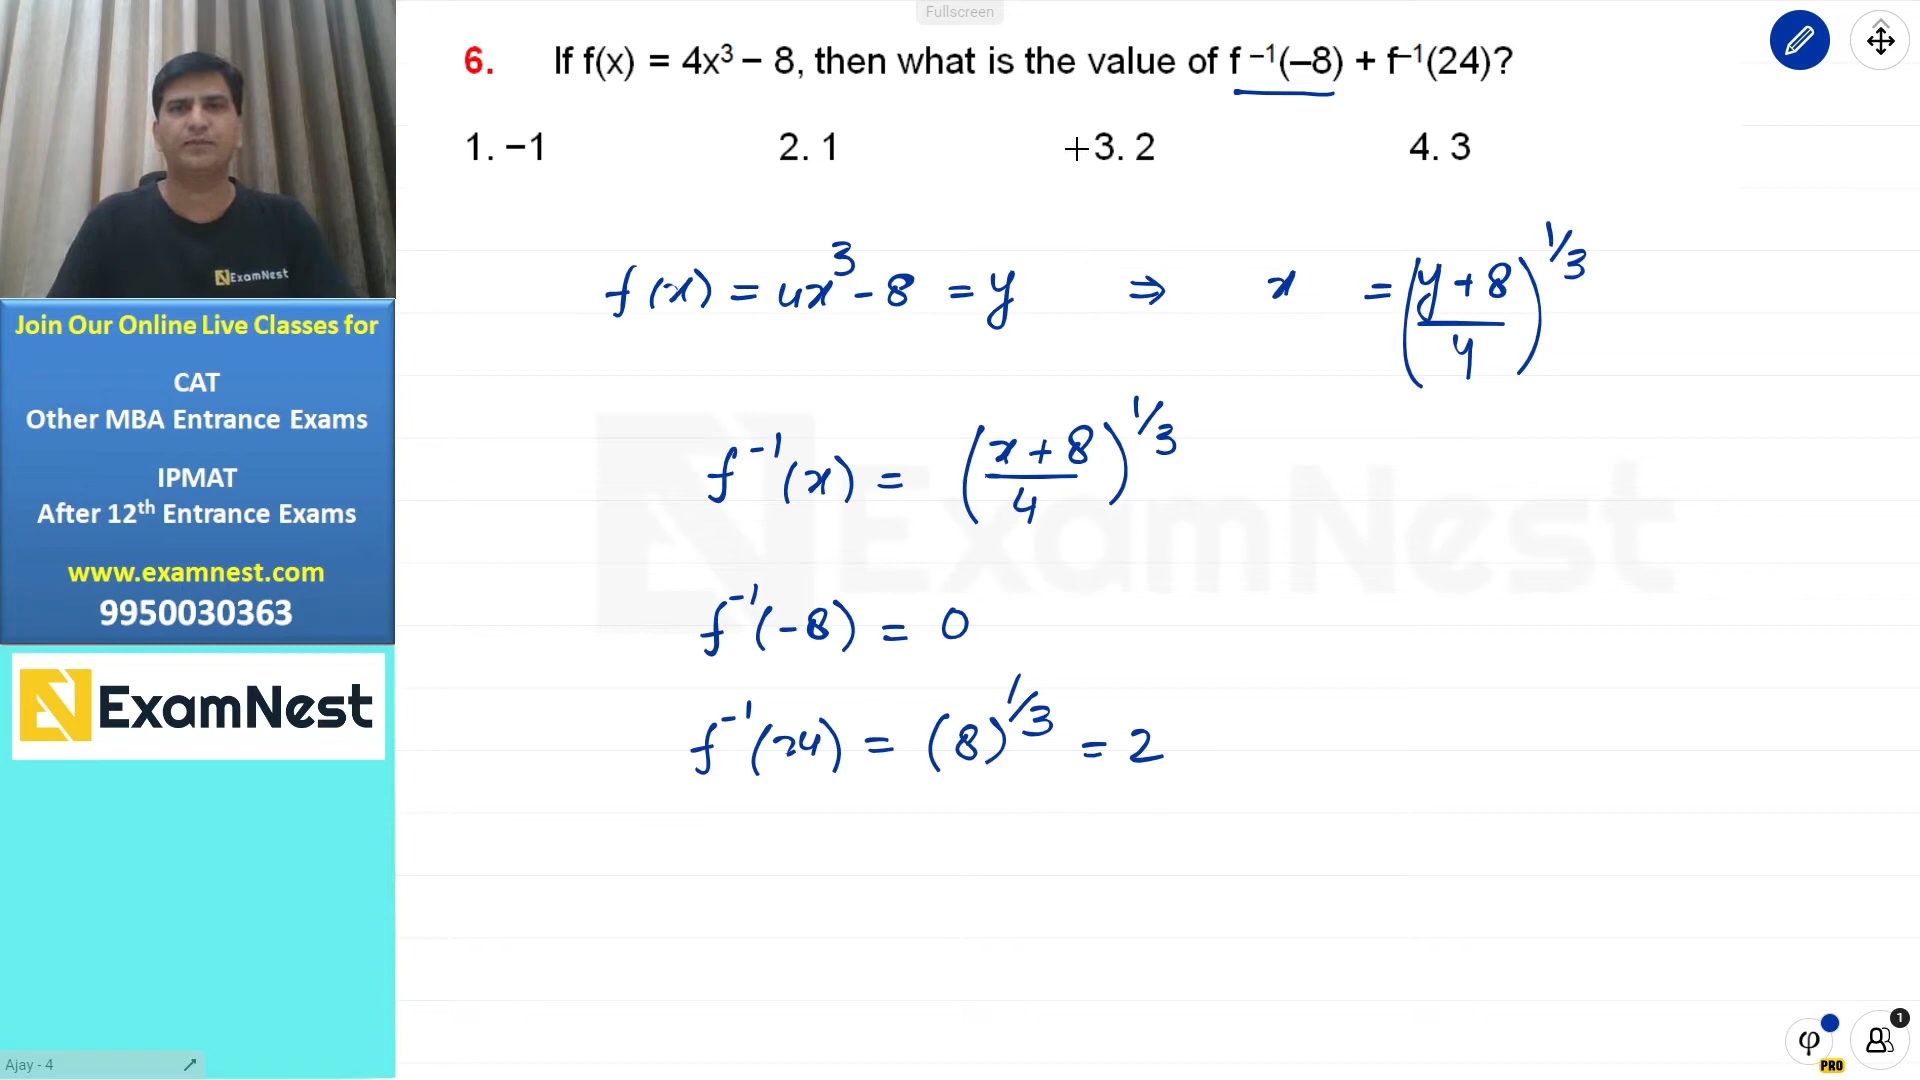 Fullscreen
6. If f(x) = 4x³ – 8, then what is the value of f ⁻¹(–8) + f⁻¹(24)?
1. –1 2. 1 3. 2 4. 3
f(x) = 4x³ - 8 = y ⇒ x = ((y + 8)/4)^1/3
f⁻¹(x) = ((x + 8)/4)^1/3
f⁻¹(-8) = 0
f⁻¹(24) = (8)^1/3 = 2
ExamNest
ExamNest
Join Our Online Live Classes for
CAT
Other MBA Entrance Exams
IPMAT
After 12th Entrance Exams
www.examnest.com
9950030363
ExamNest
Ajay - 4
φ
PRO
1